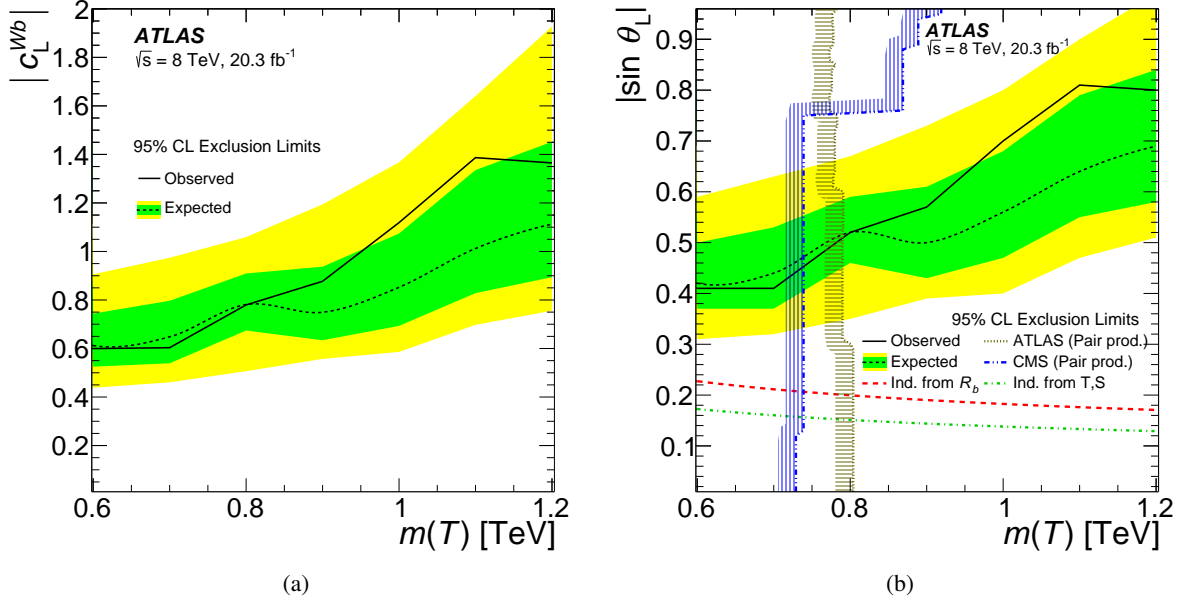 |c_L^{Wb}|
2
1.8
1.6
1.4
1.2
1
0.8
0.6
0.4
0.2
ATLAS
√s = 8 TeV, 20.3 fb⁻¹
95% CL Exclusion Limits
Observed
Expected
0.6 0.8 1 1.2
m(T) [TeV]
(a)
|sin θ_L|
0.9
0.8
0.7
0.6
0.5
0.4
0.3
0.2
0.1
ATLAS
√s = 8 TeV, 20.3 fb⁻¹
95% CL Exclusion Limits
Observed ATLAS (Pair prod.)
Expected CMS (Pair prod.)
Ind. from R_b Ind. from T,S
0.6 0.8 1 1.2
m(T) [TeV]
(b)